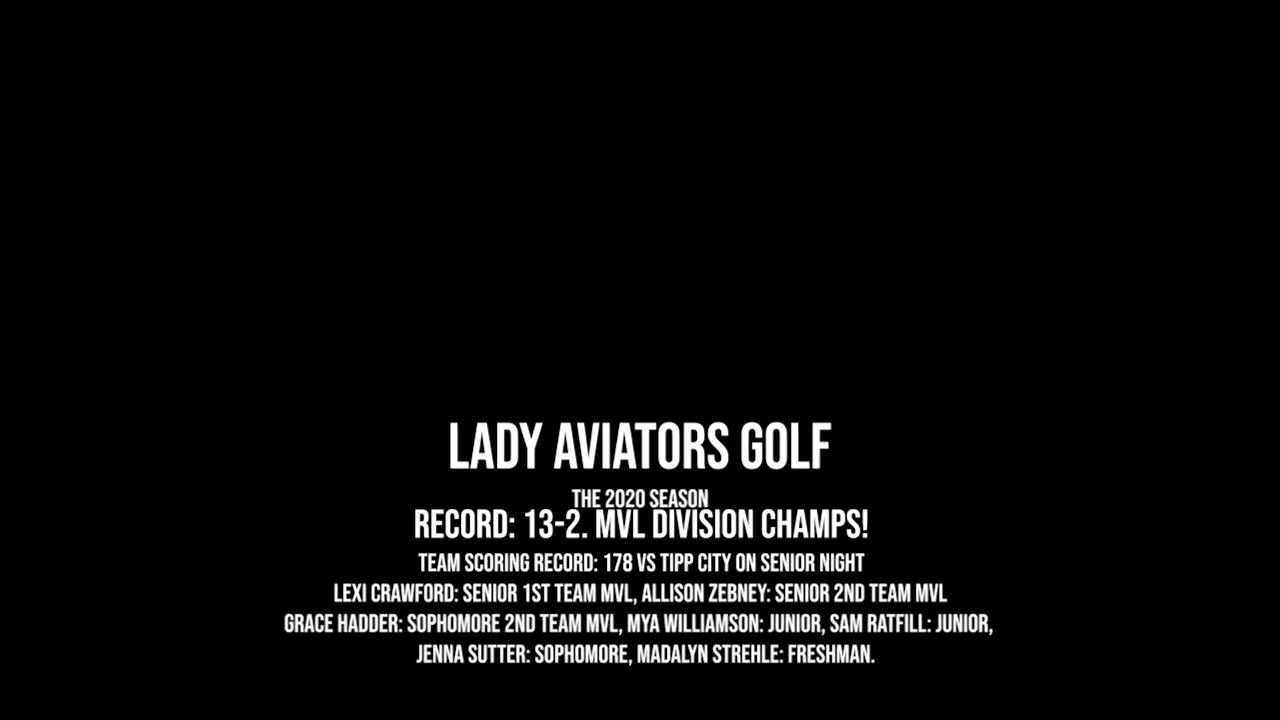 LADY AVIATORS GOLF
THE 2020 SEASON
RECORD: 13-2. MVL DIVISION CHAMPS!
TEAM SCORING RECORD: 178 VS TIPP CITY ON SENIOR NIGHT
LEXI CRAWFORD: SENIOR 1ST TEAM MVL, ALLISON ZEBNEY: SENIOR 2ND TEAM MVL
GRACE HADDER: SOPHOMORE 2ND TEAM MVL, MYA WILLIAMSON: JUNIOR, SAM RATFILL: JUNIOR,
JENNA SUTTER: SOPHOMORE, MADALYN STREHLE: FRESHMAN.